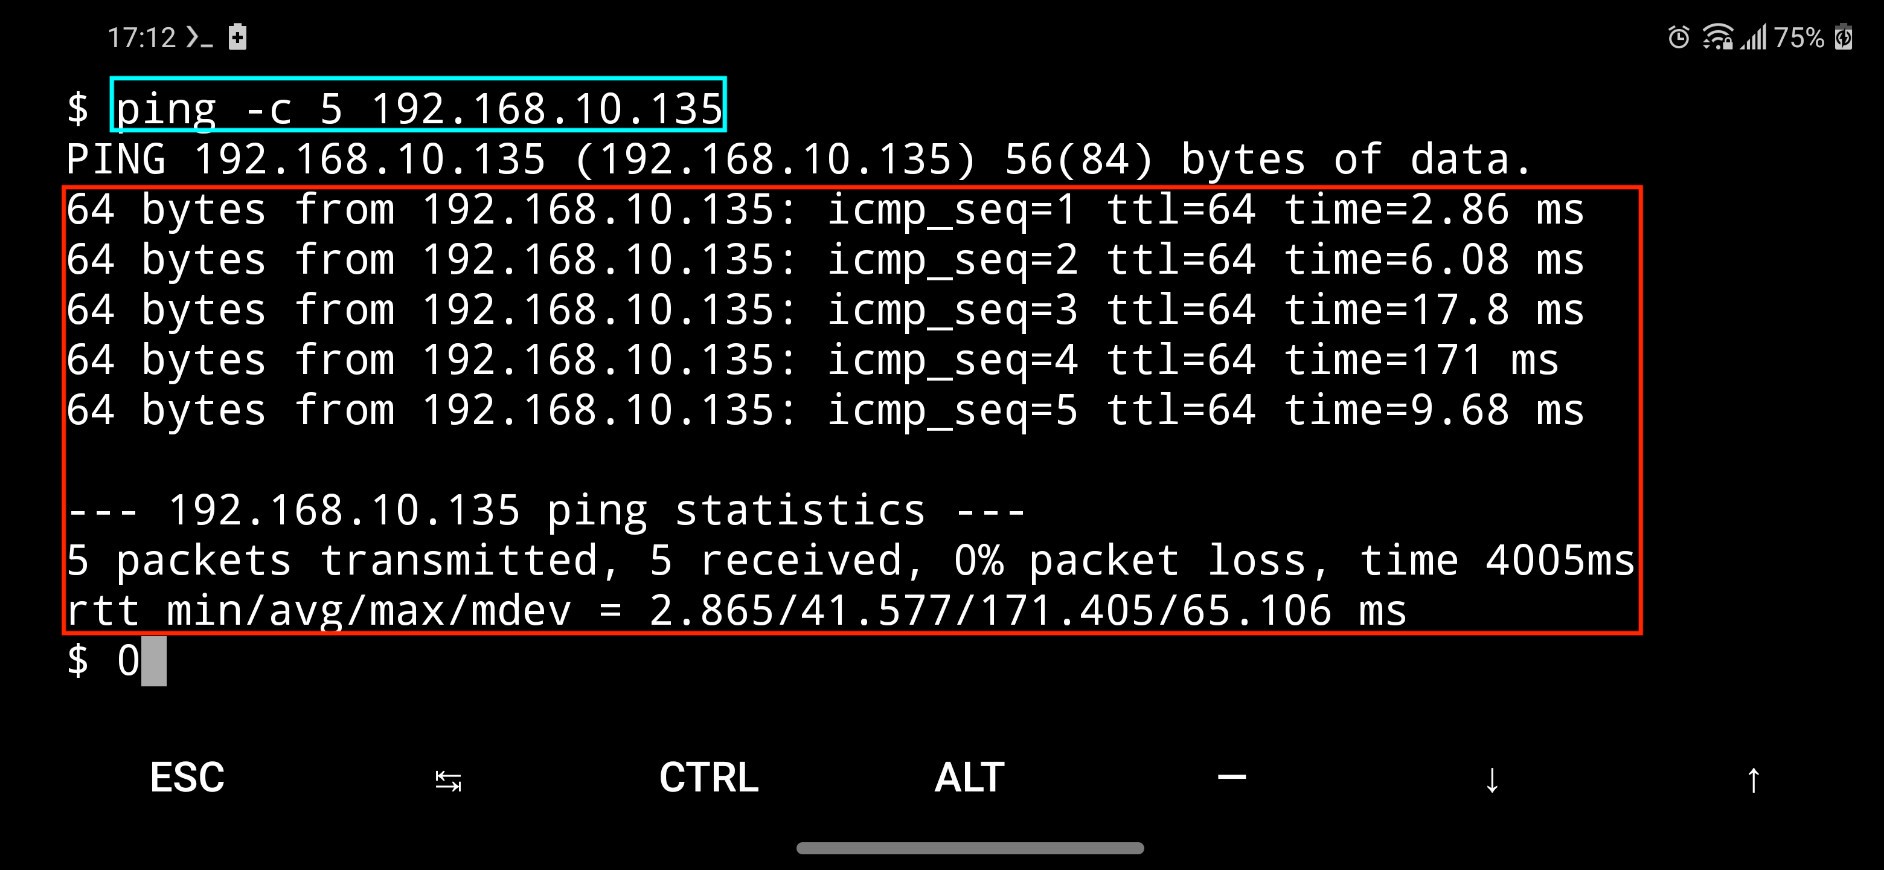 17:12
75%
$ ping -c 5 192.168.10.135
PING 192.168.10.135 (192.168.10.135) 56(84) bytes of data.
64 bytes from 192.168.10.135: icmp_seq=1 ttl=64 time=2.86 ms
64 bytes from 192.168.10.135: icmp_seq=2 ttl=64 time=6.08 ms
64 bytes from 192.168.10.135: icmp_seq=3 ttl=64 time=17.8 ms
64 bytes from 192.168.10.135: icmp_seq=4 ttl=64 time=171 ms
64 bytes from 192.168.10.135: icmp_seq=5 ttl=64 time=9.68 ms
--- 192.168.10.135 ping statistics ---
5 packets transmitted, 5 received, 0% packet loss, time 4005ms
rtt min/avg/max/mdev = 2.865/41.577/171.405/65.106 ms
$ 0
ESC ↹ CTRL ALT — ↓ ↑